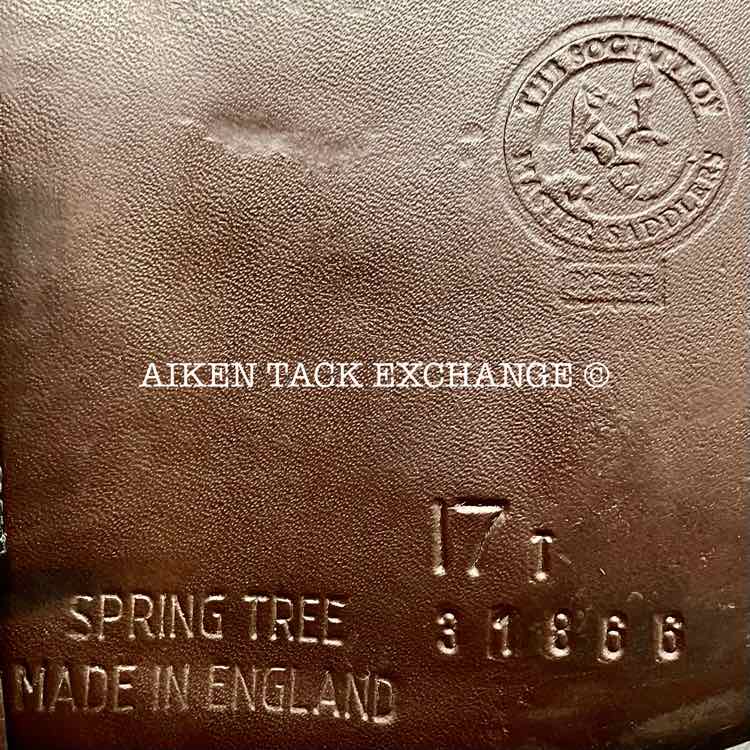 THE SOCIETY OF
MASTER SADDLERS
AIKEN TACK EXCHANGE ©
17 T
31866
SPRING TREE
MADE IN ENGLAND